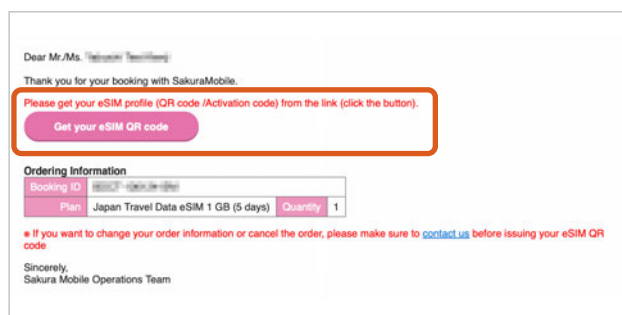 Dear Mr./Ms.
Thank you for your booking with SakuraMobile.
Please get your eSIM profile (QR code /Activation code) from the link (click the button).
Get your eSIM QR code
Ordering Information
Booking ID
Plan Japan Travel Data eSIM 1 GB (5 days) Quantity 1
※ If you want to change your order information or cancel the order, please make sure to contact us before issuing your eSIM QR
code
Sincerely,
Sakura Mobile Operations Team